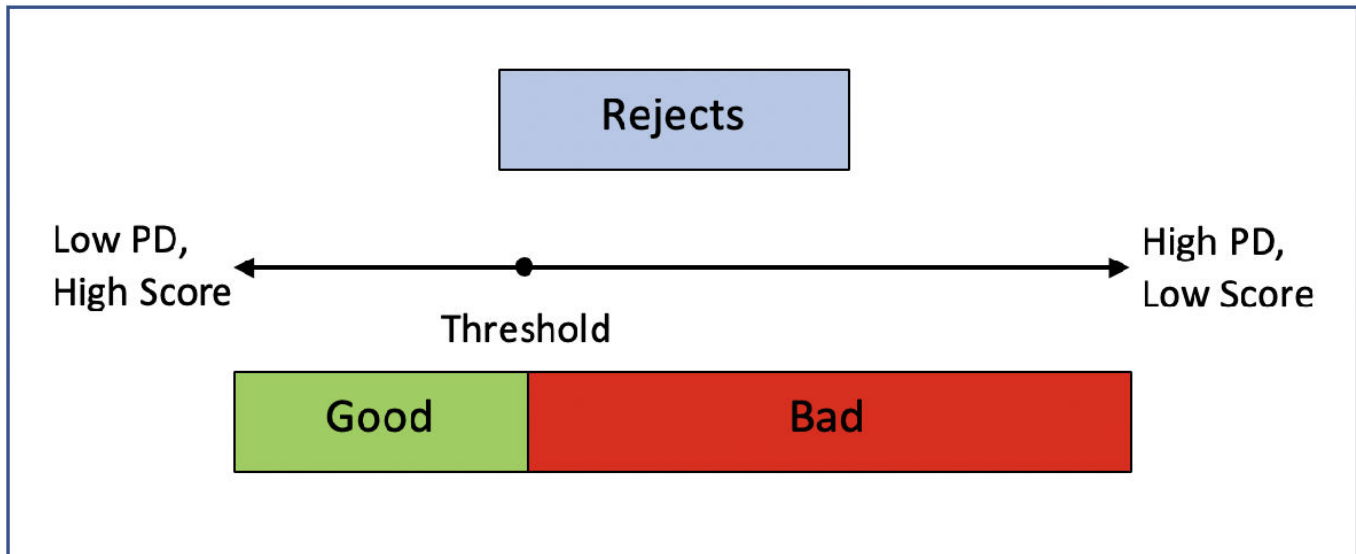 Rejects
Low PD,
High Score
High PD,
Low Score
Threshold
Good
Bad